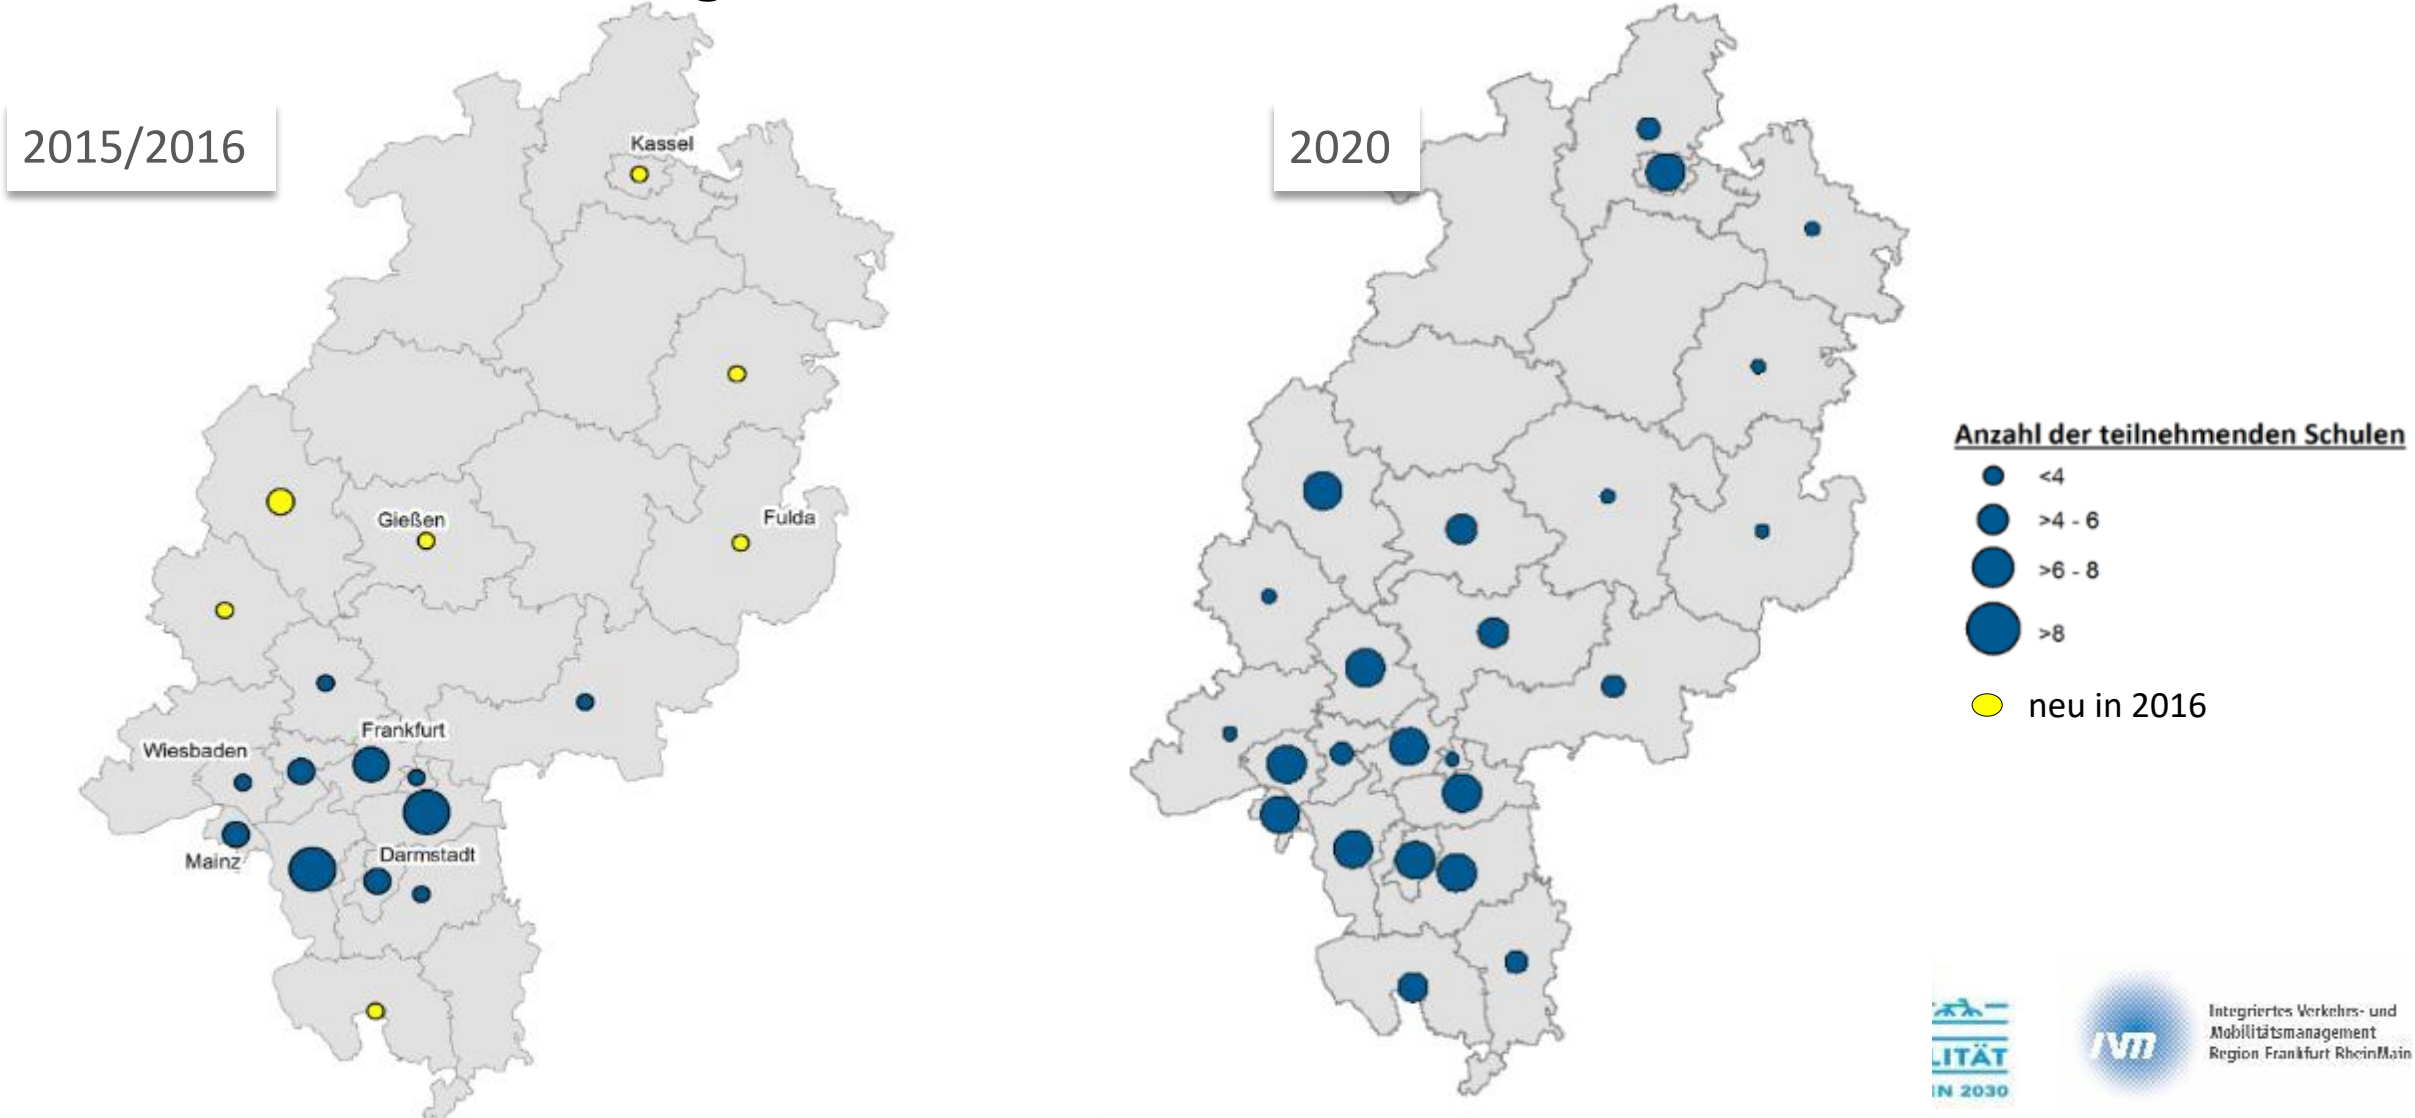 2015/2016
Kassel
Gießen
Fulda
Frankfurt
Wiesbaden
Mainz
Darmstadt
2020
Anzahl der teilnehmenden Schulen
<4
>4 - 6
>6 - 8
>8
neu in 2016
LITÄT
IN 2030
ivm
Integriertes Verkehrs- und
Mobilitätsmanagement
Region Frankfurt RheinMain